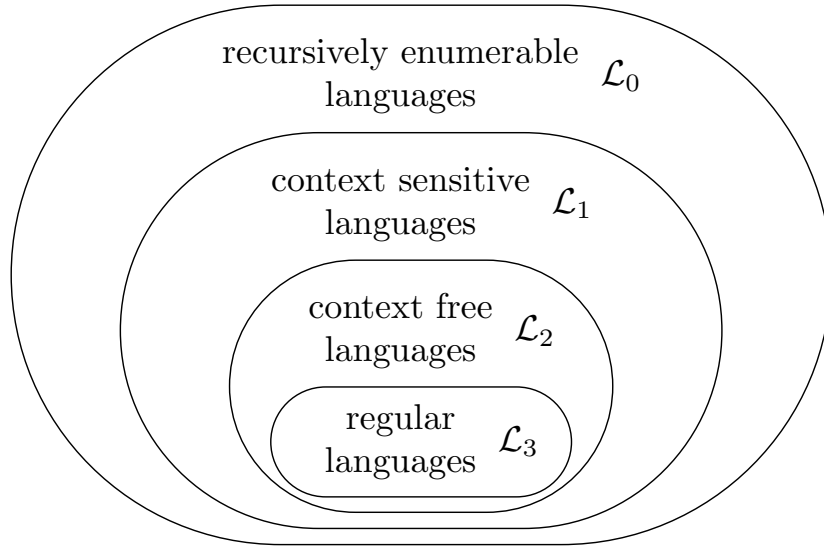 recursively enumerable
languages
ℒ₀
context sensitive
languages
ℒ₁
context free
languages
ℒ₂
regular
languages
ℒ₃